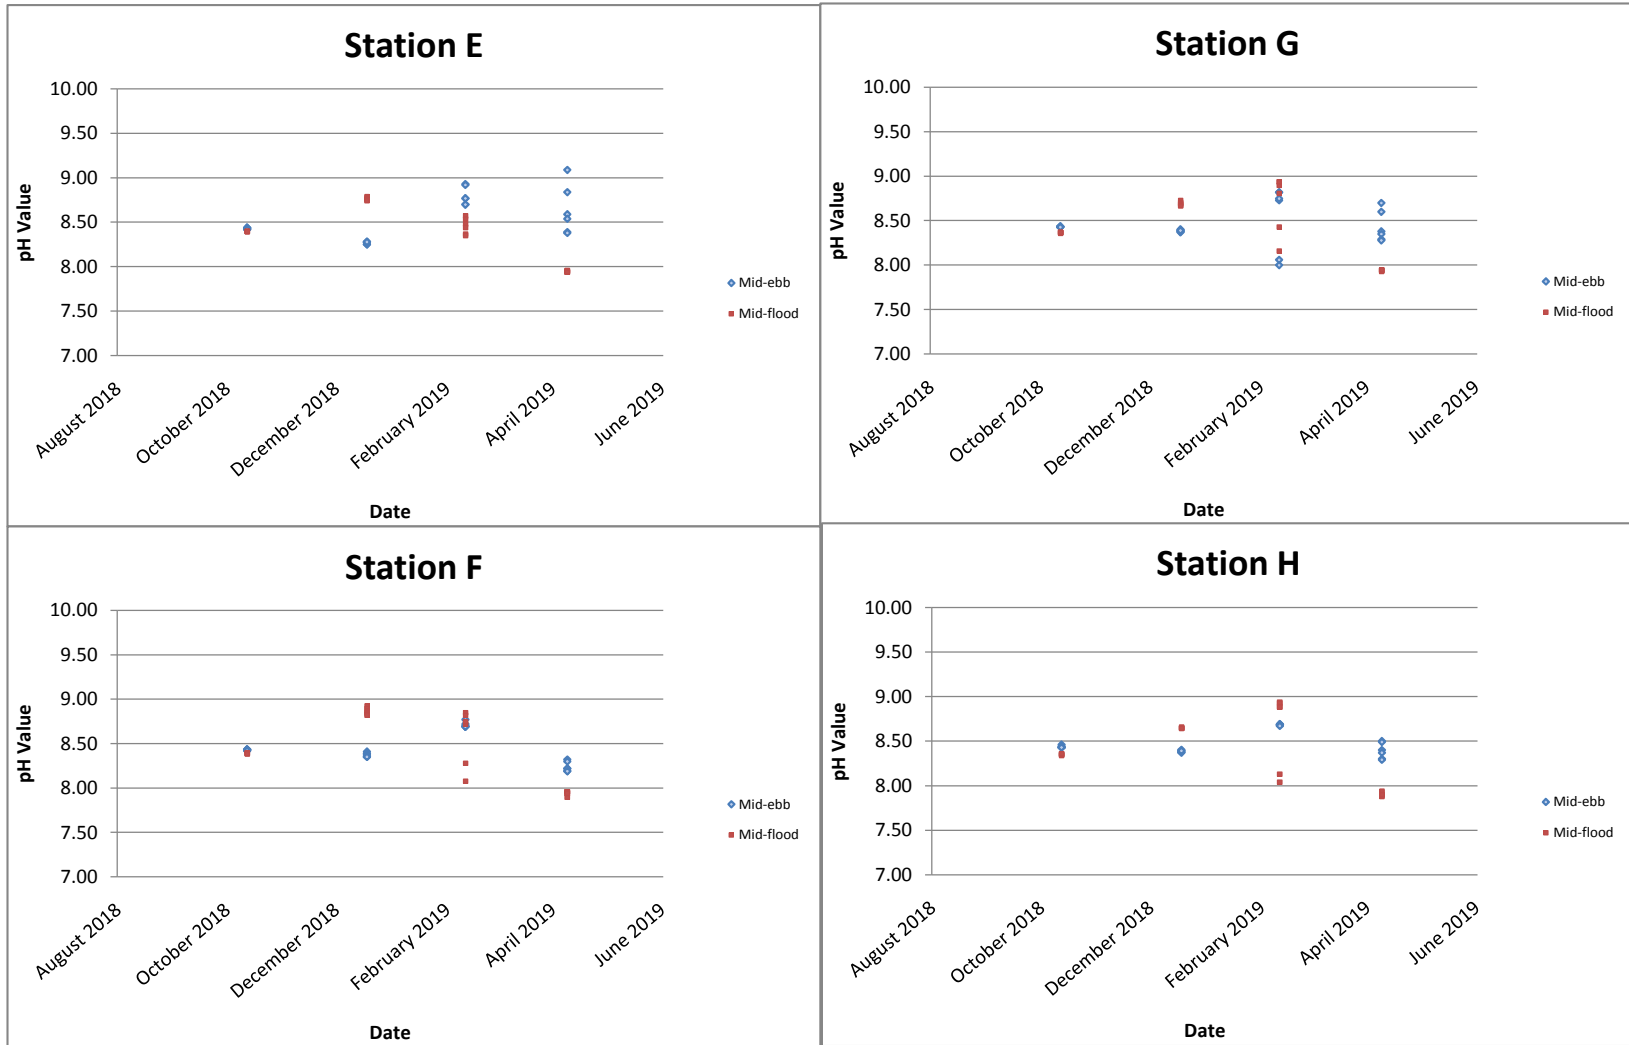 Station E
10.00
9.50
9.00
8.50
8.00
7.50
7.00
pH Value
Mid-ebb
Mid-flood
August 2018
October 2018
December 2018
February 2019
April 2019
June 2019
Date
Station G
10.00
9.50
9.00
8.50
8.00
7.50
7.00
pH Value
Mid-ebb
Mid-flood
August 2018
October 2018
December 2018
February 2019
April 2019
June 2019
Date
Station F
10.00
9.50
9.00
8.50
8.00
7.50
7.00
pH Value
Mid-ebb
Mid-flood
August 2018
October 2018
December 2018
February 2019
April 2019
June 2019
Date
Station H
10.00
9.50
9.00
8.50
8.00
7.50
7.00
pH Value
Mid-ebb
Mid-flood
August 2018
October 2018
December 2018
February 2019
April 2019
June 2019
Date